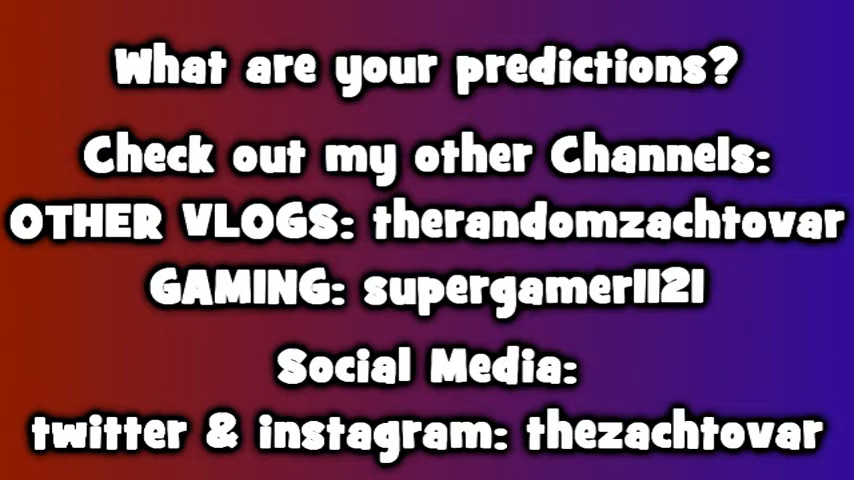 What are your predictions?
Check out my other Channels:
OTHER VLOGS: therandomzachtovar
GAMING: supergamer1121
Social Media:
twitter & instagram: thezachtovar